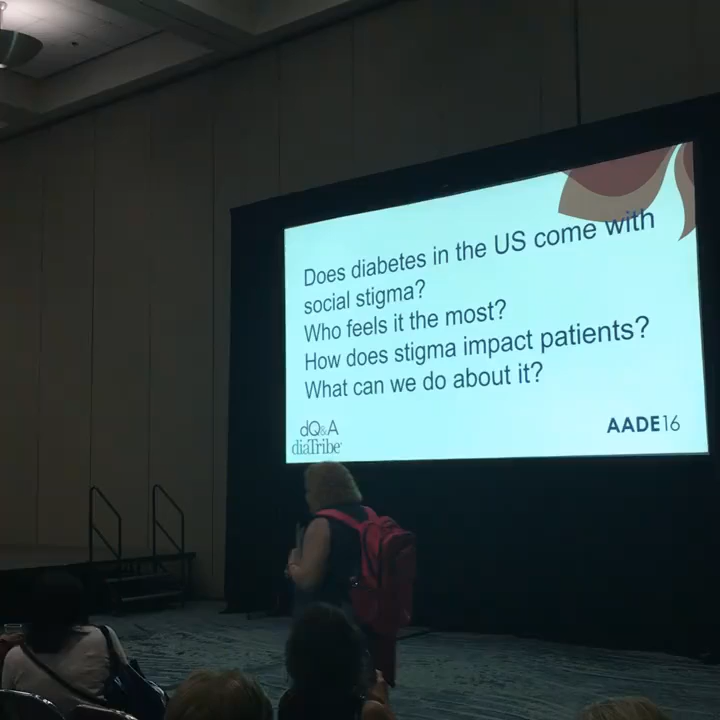 Does diabetes in the US come with
social stigma?
Who feels it the most?
How does stigma impact patients?
What can we do about it?
dQ&A
diaTribe
AADE16